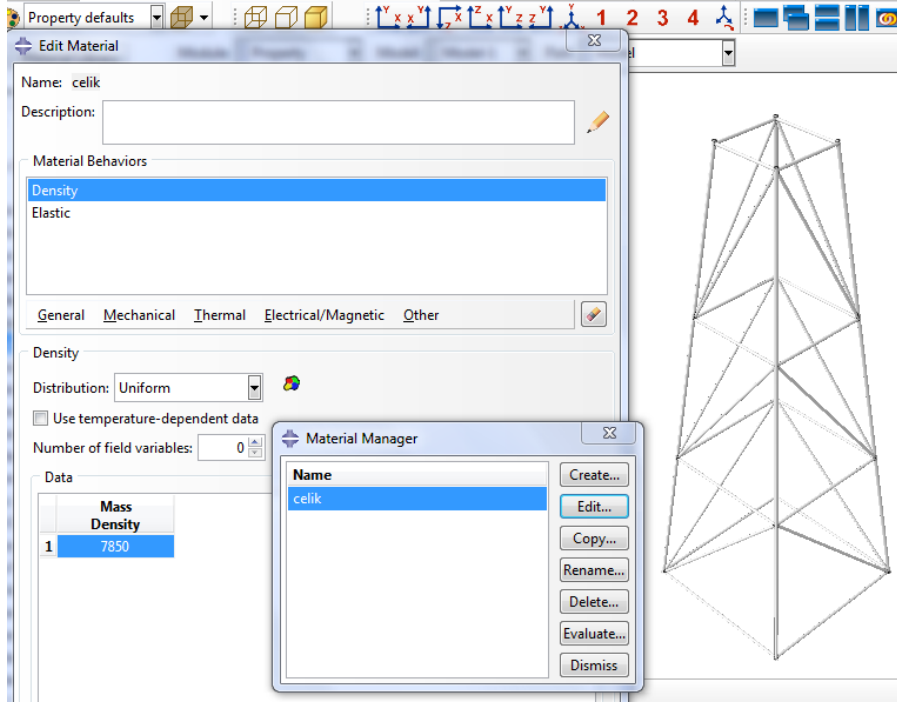 Property defaults
1 2 3 4
Edit Material
Name: celik
Description:
Material Behaviors
Density
Elastic
General Mechanical Thermal Electrical/Magnetic Other
Density
Distribution: Uniform
Use temperature-dependent data
Number of field variables: 0
Data
Mass
Density
1 7850
Material Manager
Name
celik
Create...
Edit...
Copy...
Rename...
Delete...
Evaluate...
Dismiss